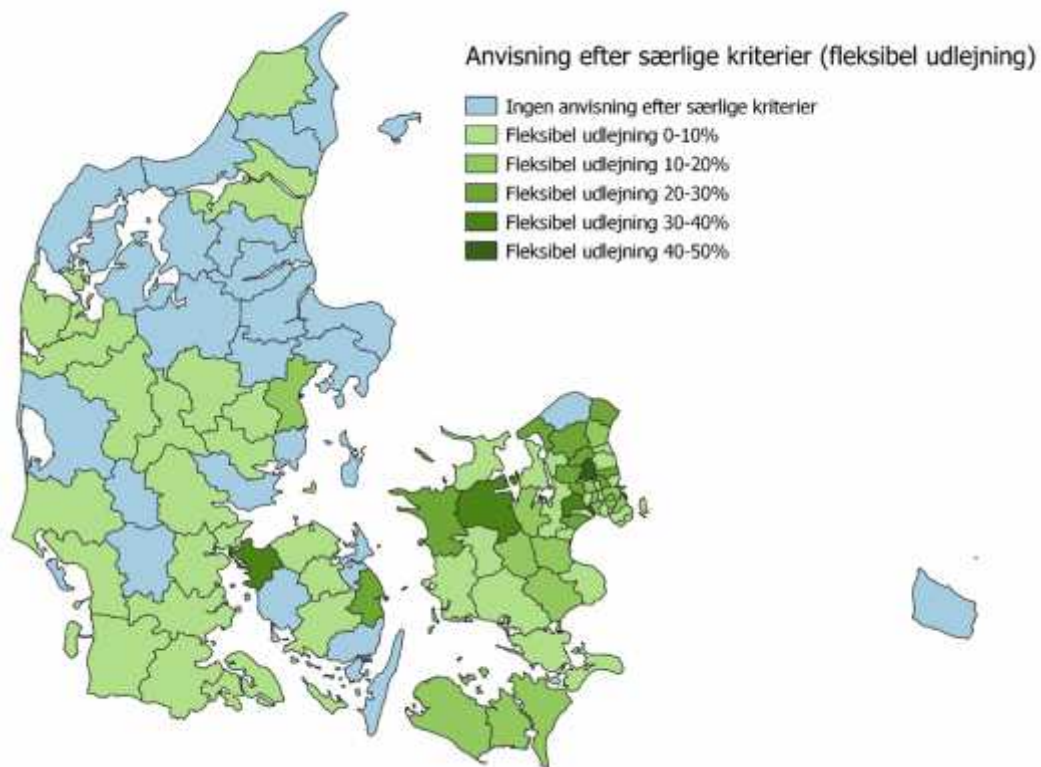 Anvisning efter særlige kriterier (fleksibel udlejning)
Ingen anvisning efter særlige kriterier
Fleksibel udlejning 0-10%
Fleksibel udlejning 10-20%
Fleksibel udlejning 20-30%
Fleksibel udlejning 30-40%
Fleksibel udlejning 40-50%